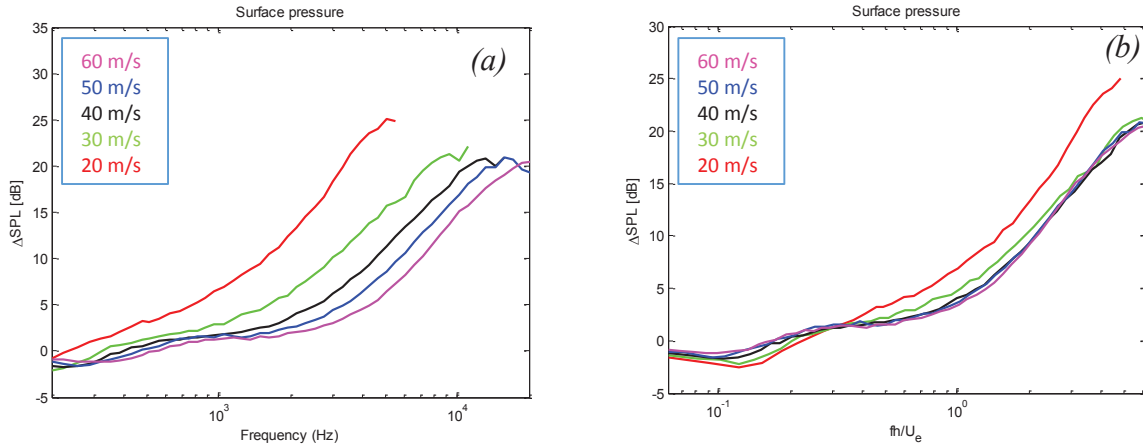 Surface pressure
35
30
25
20
15
10
5
0
-5
ΔSPL [dB]
60 m/s
50 m/s
40 m/s
30 m/s
20 m/s
(a)
10³
10⁴
Frequency (Hz)
Surface pressure
30
25
20
15
10
5
0
-5
ΔSPL [dB]
60 m/s
50 m/s
40 m/s
30 m/s
20 m/s
(b)
10⁻¹
10⁰
fh/Uₑ